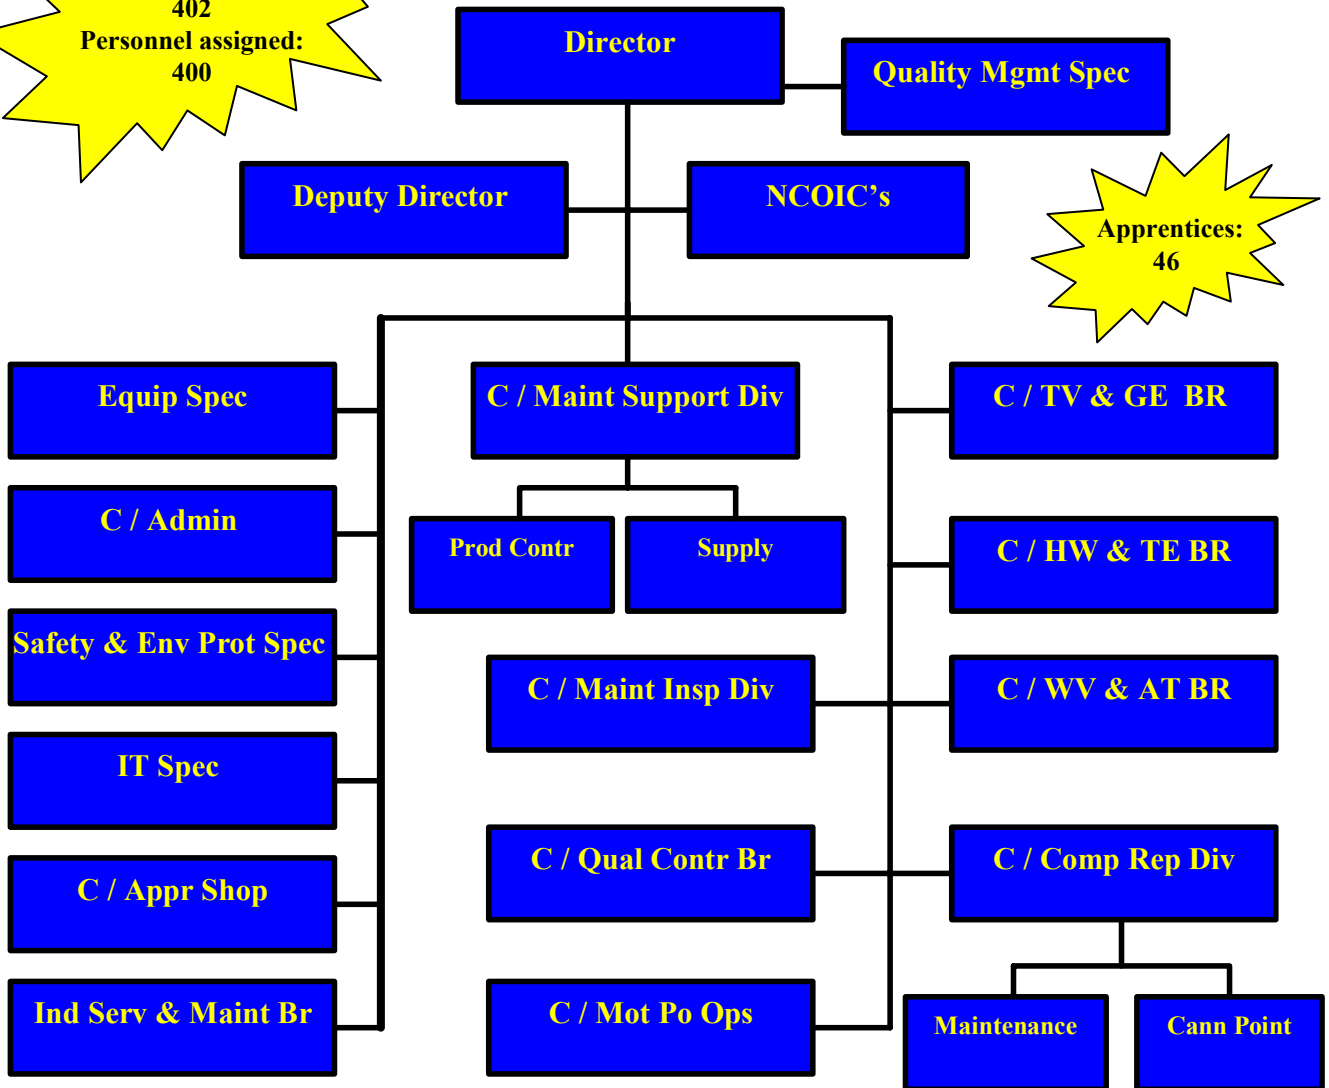 402
Personnel assigned:
400
Director
Quality Mgmt Spec
Deputy Director
NCOIC’s
Apprentices:
46
Equip Spec
C / Maint Support Div
C / TV & GE  BR
C / Admin
Prod Contr
Supply
C / HW & TE BR
Safety & Env Prot Spec
C / Maint Insp Div
C / WV & AT BR
IT Spec
C / Qual Contr Br
C / Comp Rep Div
C / Appr Shop
Ind Serv & Maint Br
C / Mot Po Ops
Maintenance
Cann Point